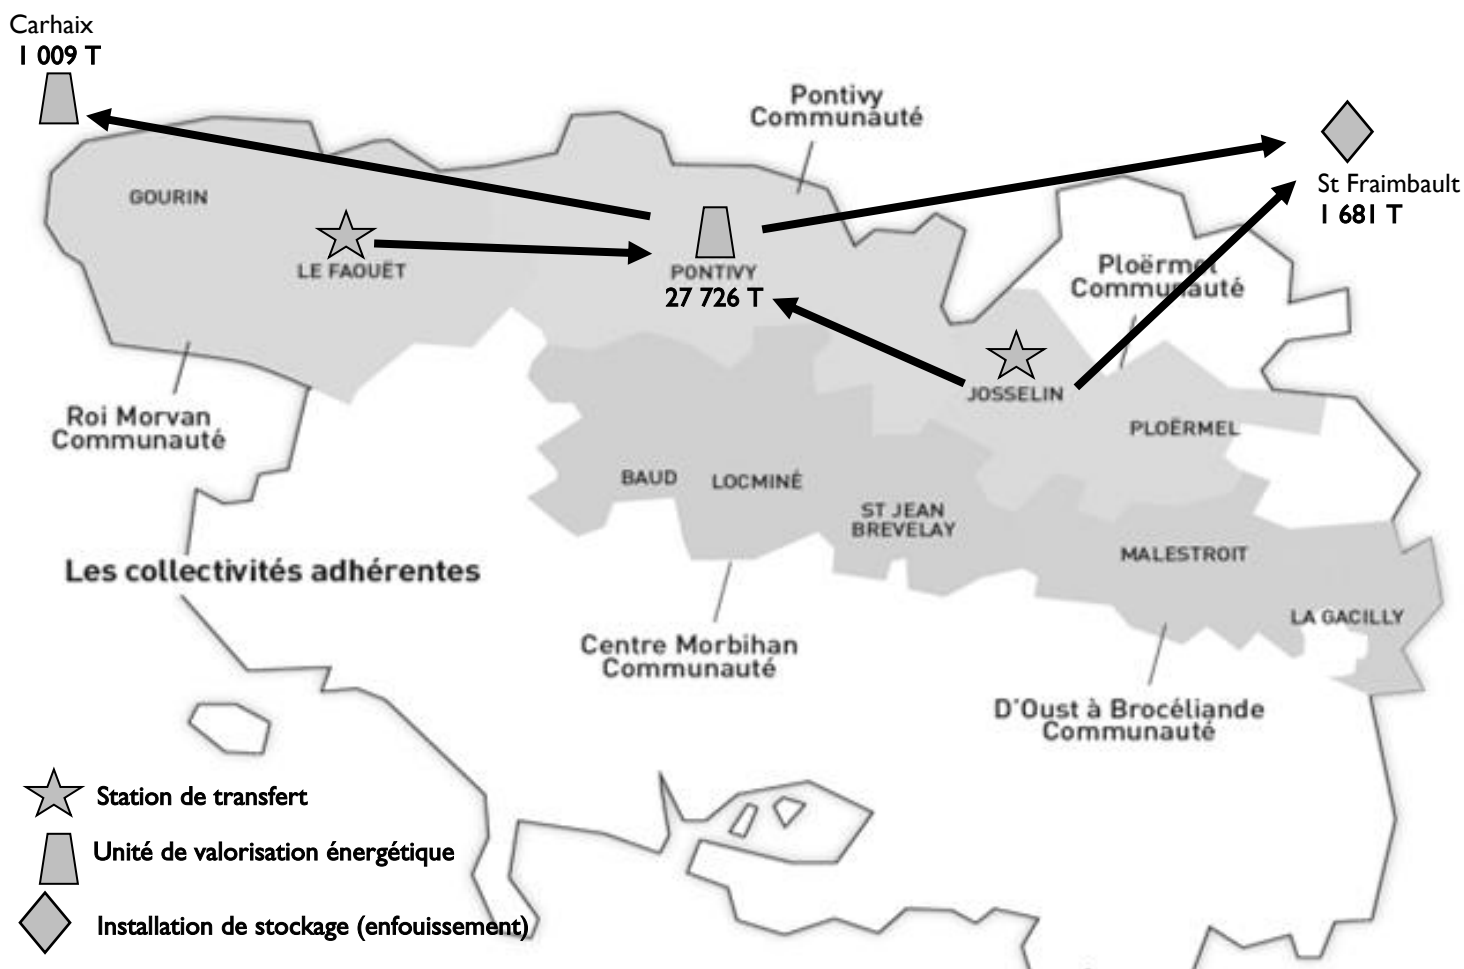 Carhaix
1 009 T
Pontivy
Communauté
St Fraimbault
1 681 T
GOURIN
LE FAOUËT
PONTIVY
27 726 T
Ploërmel
Communauté
JOSSELIN
PLOËRMEL
Roi Morvan
Communauté
BAUD
LOCMINÉ
ST JEAN
BREVELAY
MALESTROIT
Les collectivités adhérentes
LA GACILLY
Centre Morbihan
Communauté
D'Oust à Brocéliande
Communauté
Station de transfert
Unité de valorisation énergétique
Installation de stockage (enfouissement)